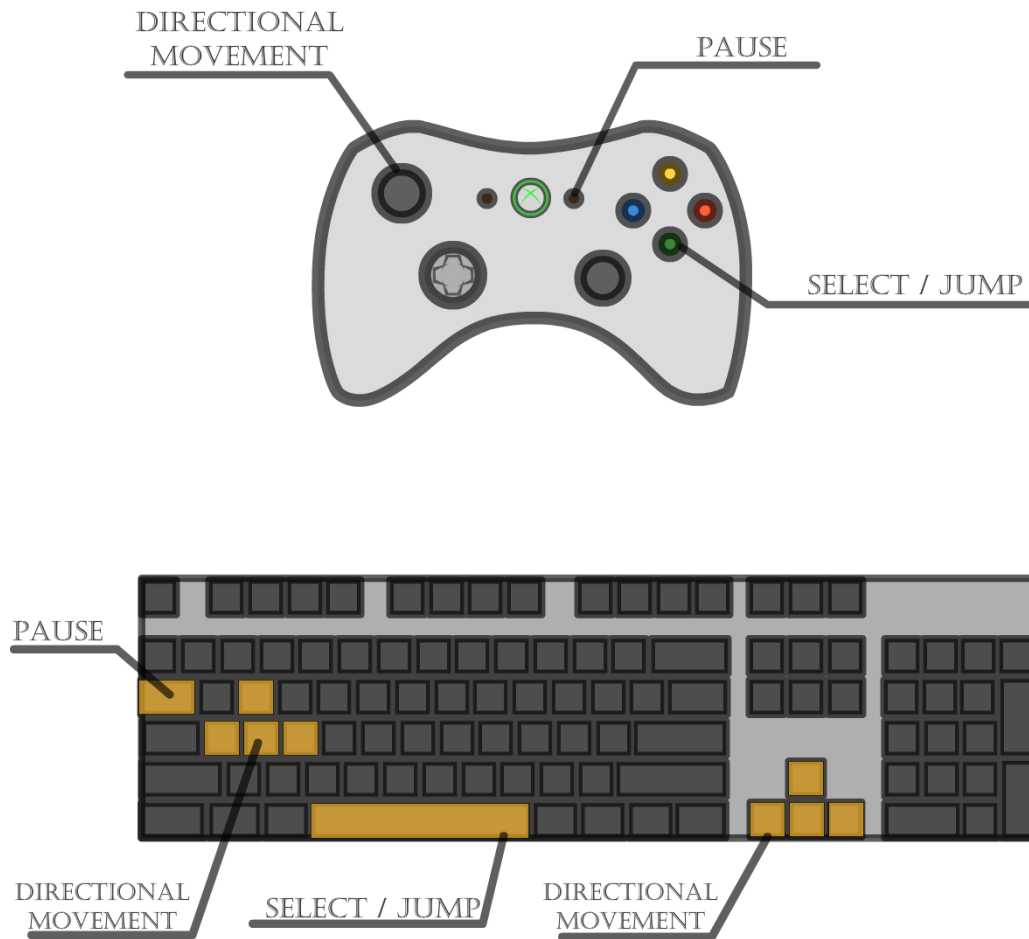 DIRECTIONAL
MOVEMENT
PAUSE
SELECT / JUMP
PAUSE
DIRECTIONAL
MOVEMENT
SELECT / JUMP
DIRECTIONAL
MOVEMENT